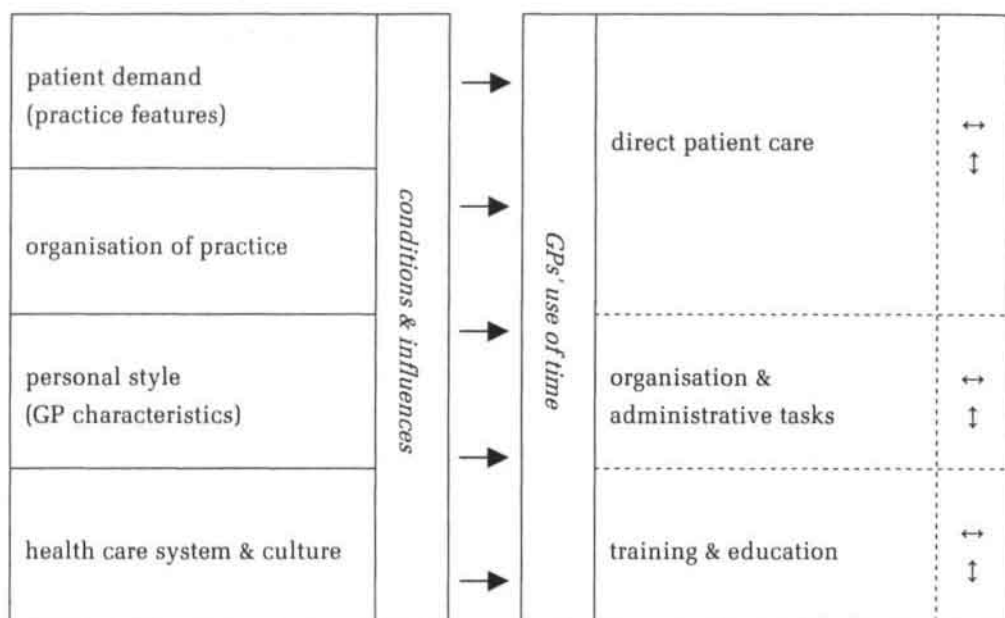 patient demand
(practice features)
organisation of practice
personal style
(GP characteristics)
health care system & culture
conditions & influences
GPs' use of time
direct patient care
organisation &
administrative tasks
training & education